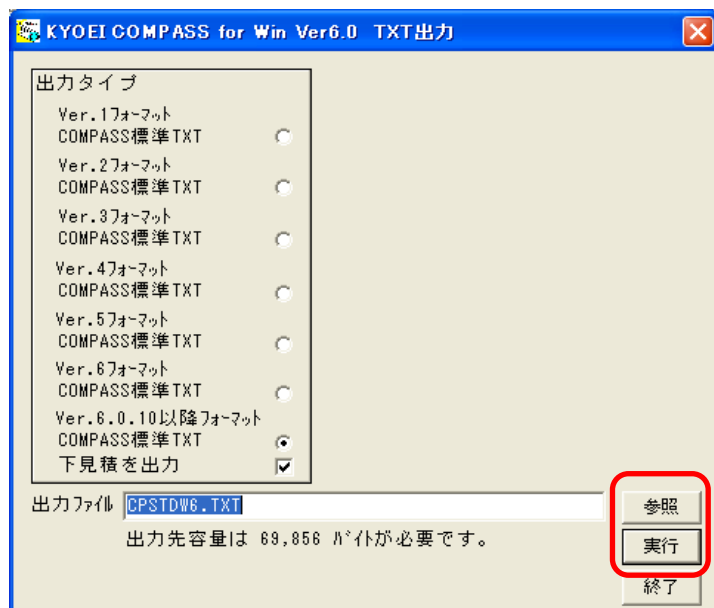 KYOEI COMPASS for Win Ver6.0 TXT出力
出力タイプ
Ver.1フォーマット
COMPASS標準TXT
Ver.2フォーマット
COMPASS標準TXT
Ver.3フォーマット
COMPASS標準TXT
Ver.4フォーマット
COMPASS標準TXT
Ver.5フォーマット
COMPASS標準TXT
Ver.6フォーマット
COMPASS標準TXT
Ver.6.0.10以降フォーマット
COMPASS標準TXT
下見積を出力
出力ファイル CPSTDW6.TXT 参照
出力先容量は 69,856 バイトが必要です。
実行
終了